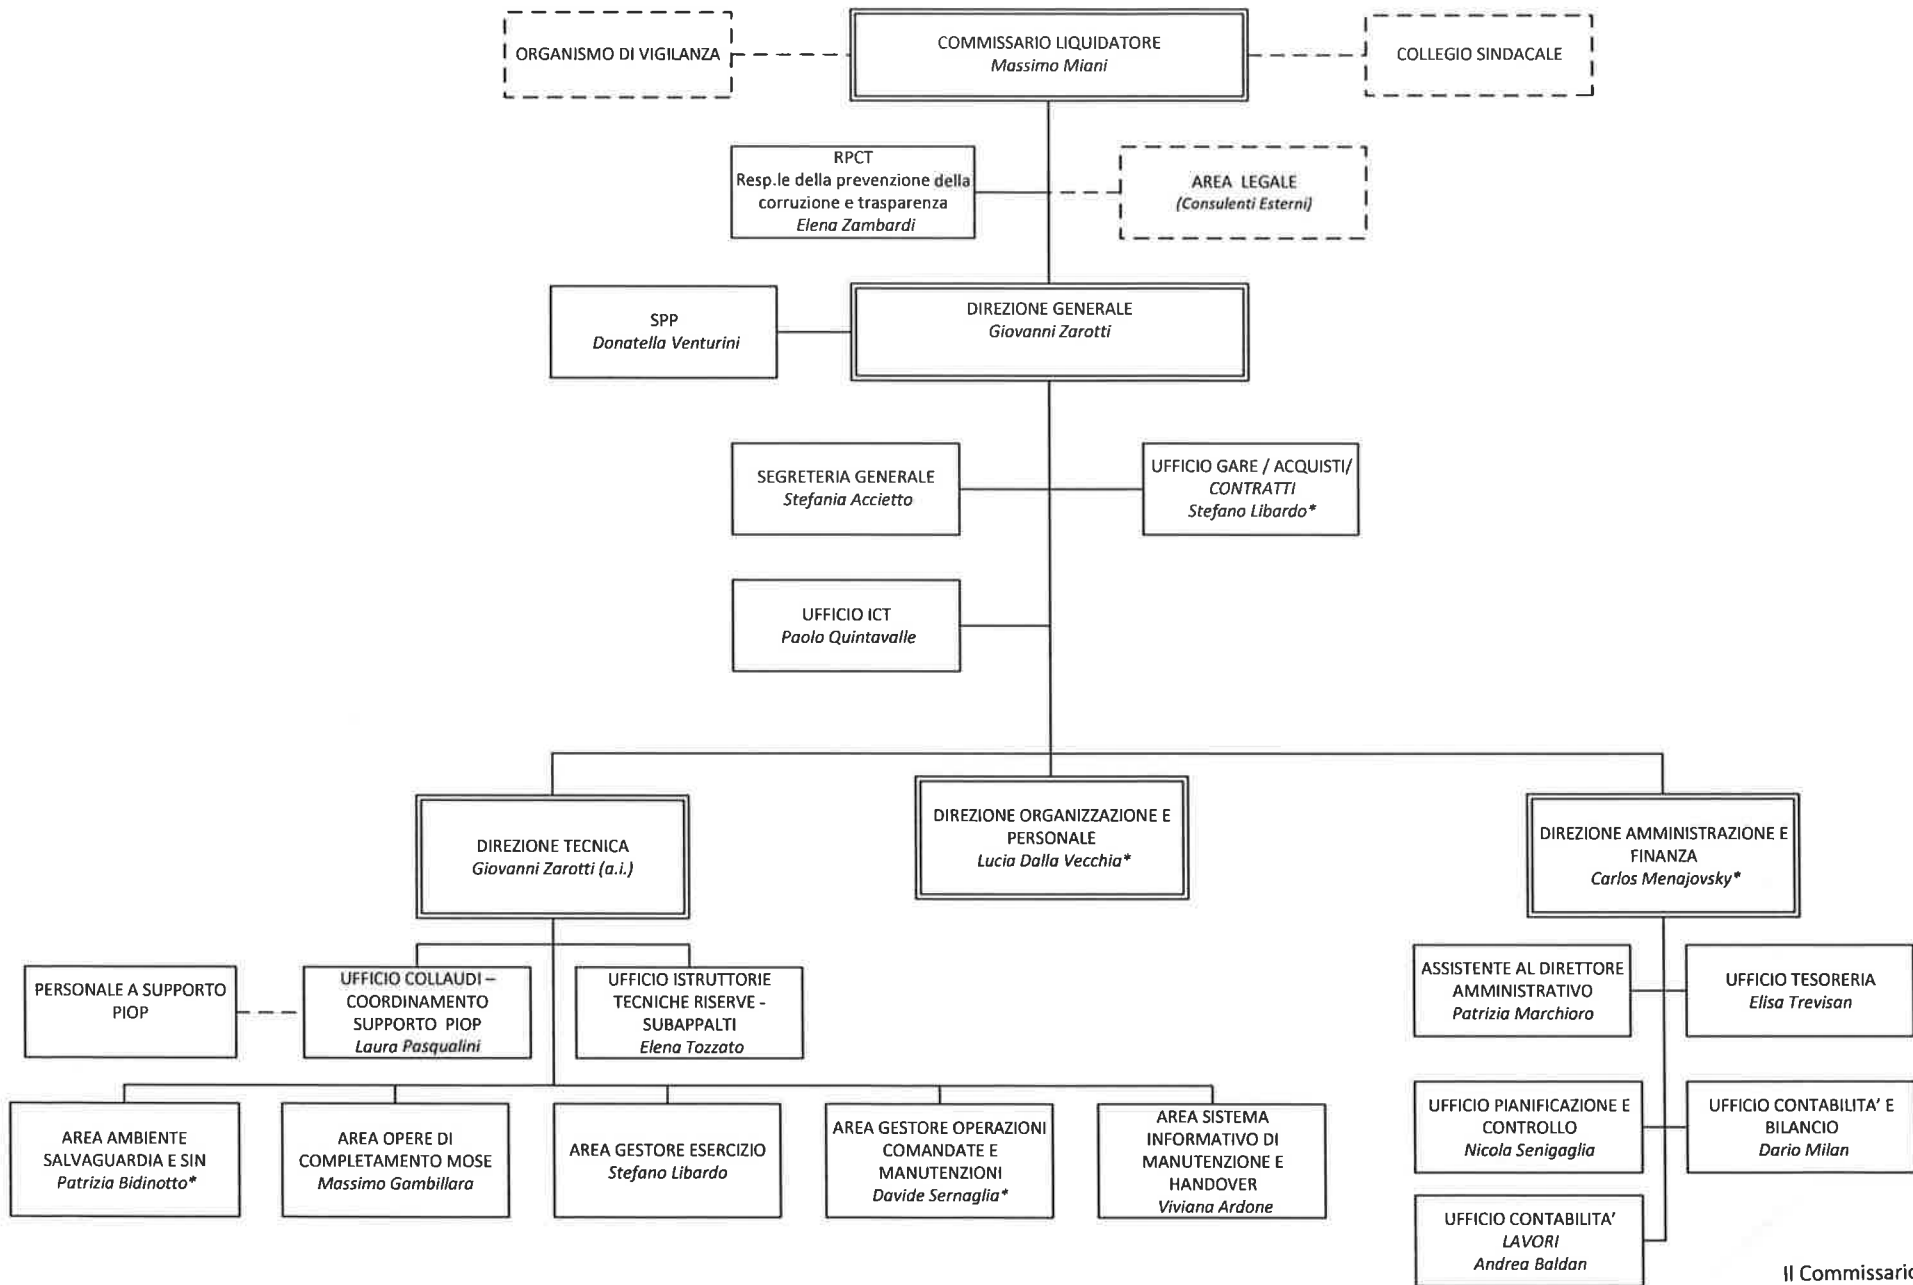 ORGANISMO DI VIGILANZA
COMMISSARIO LIQUIDATORE
Massimo Miani
COLLEGIO SINDACALE
RPCT
Resp.le della prevenzione della
corruzione e trasparenza
Elena Zambardi
AREA LEGALE
(Consulenti Esterni)
SPP
Donatella Venturini
DIREZIONE GENERALE
Giovanni Zarotti
SEGRETERIA GENERALE
Stefania Accietto
UFFICIO GARE / ACQUISTI/
CONTRATTI
Stefano Libardo*
UFFICIO ICT
Paolo Quintavalle
DIREZIONE TECNICA
Giovanni Zarotti (a.i.)
DIREZIONE ORGANIZZAZIONE E
PERSONALE
Lucia Dalla Vecchia*
DIREZIONE AMMINISTRAZIONE E
FINANZA
Carlos Menajovsky*
PERSONALE A SUPPORTO
PIOP
UFFICIO COLLAUDI –
COORDINAMENTO
SUPPORTO PIOP
Laura Pasqualini
UFFICIO ISTRUTTORIE
TECNICHE RISERVE -
SUBAPPALTI
Elena Tozzato
ASSISTENTE AL DIRETTORE
AMMINISTRATIVO
Patrizia Marchioro
UFFICIO TESORERIA
Elisa Trevisan
AREA AMBIENTE
SALVAGUARDIA E SIN
Patrizia Bidinotto*
AREA OPERE DI
COMPLETAMENTO MOSE
Massimo Gambillara
AREA GESTORE ESERCIZIO
Stefano Libardo
AREA GESTORE OPERAZIONI
COMANDATE E
MANUTENZIONI
Davide Sernaglia*
AREA SISTEMA
INFORMATIVO DI
MANUTENZIONE E
HANDOVER
Viviana Ardone
UFFICIO PIANIFICAZIONE E
CONTROLLO
Nicola Senigaglia
UFFICIO CONTABILITA' E
BILANCIO
Dario Milan
UFFICIO CONTABILITA'
LAVORI
Andrea Baldan
Il Commissario